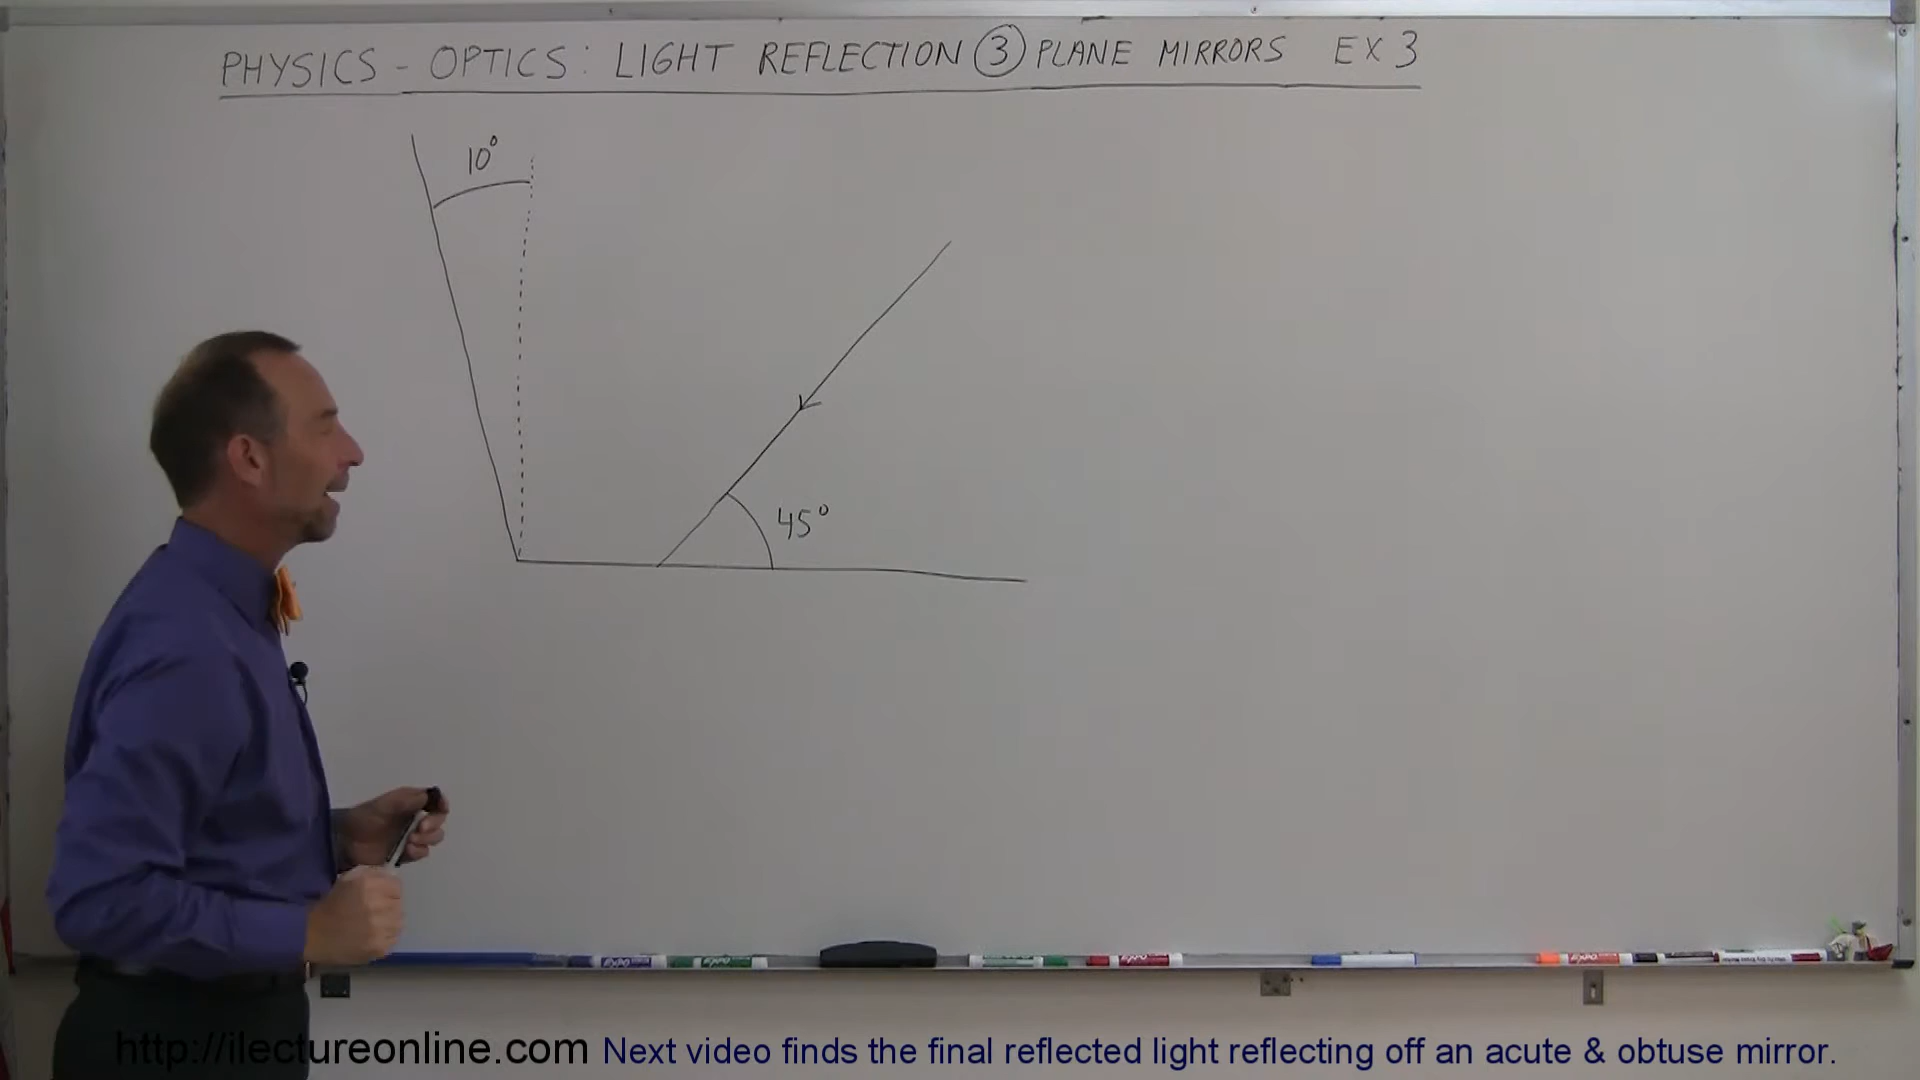 PHYSICS - OPTICS: LIGHT REFLECTION ③ PLANE MIRRORS EX 3
10°
45°
http://ilectureonline.com Next video finds the final reflected light reflecting off an acute & obtuse mirror.